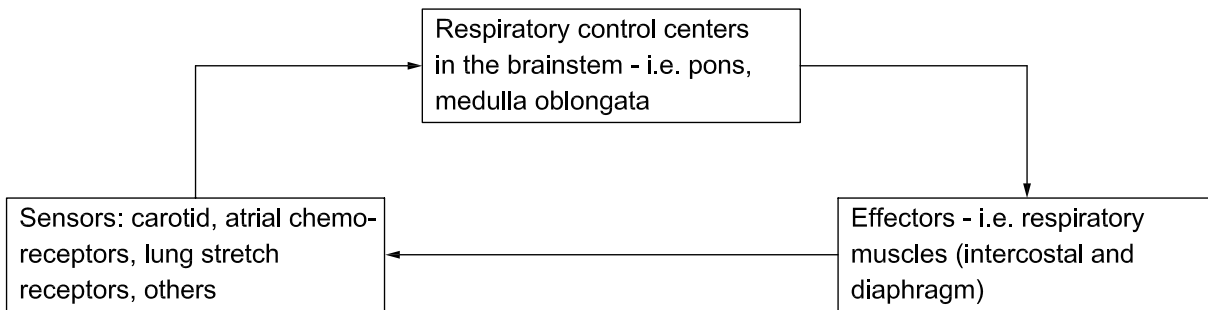 Respiratory control centers
in the brainstem - i.e. pons,
medulla oblongata
Sensors: carotid, atrial chemo-
receptors, lung stretch
receptors, others
Effectors - i.e. respiratory
muscles (intercostal and
diaphragm)